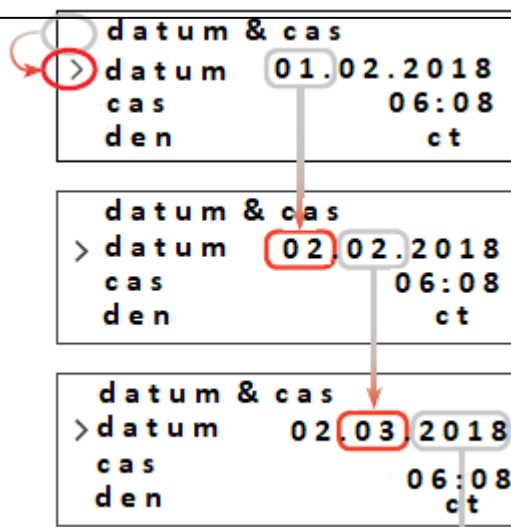 datum & cas
> datum 01.02.2018
cas 06:08
den ct
datum & cas
> datum 02.02.2018
cas 06:08
den ct
datum & cas
> datum 02.03.2018
cas 06:08
den ct